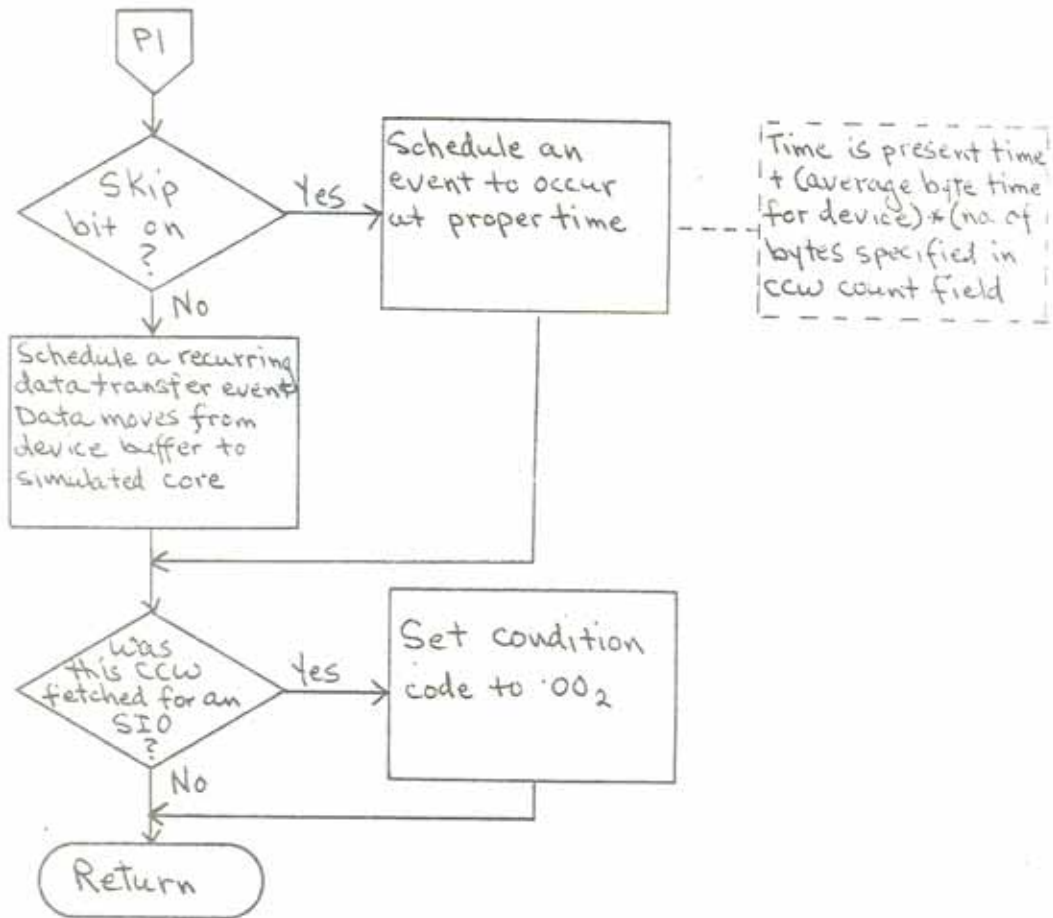 P1
Skip
bit on
?
Yes
Schedule an
event to occur
at proper time
Time is present time
+ (average byte time
for device) * (no. of
bytes specified in
CCW count field
No
Schedule a recurring
data transfer event
Data moves from
device buffer to
simulated core
Was
this CCW
fetched for an
SIO
?
Yes
Set condition
code to 00₂
No
Return